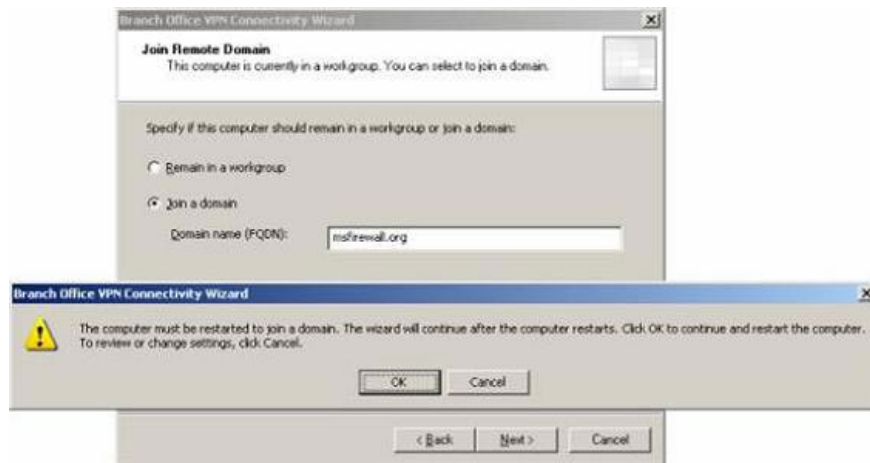 Branch Office VPN Connectivity Wizard
Join Remote Domain
This computer is currently in a workgroup. You can select to join a domain.
Specify if this computer should remain in a workgroup or join a domain:
Remain in a workgroup
Join a domain
Domain name (FQDN):
msfirewall.org
Branch Office VPN Connectivity Wizard
The computer must be restarted to join a domain. The wizard will continue after the computer restarts. Click OK to continue and restart the computer.
To review or change settings, click Cancel.
OK
Cancel
< Back
Next >
Cancel